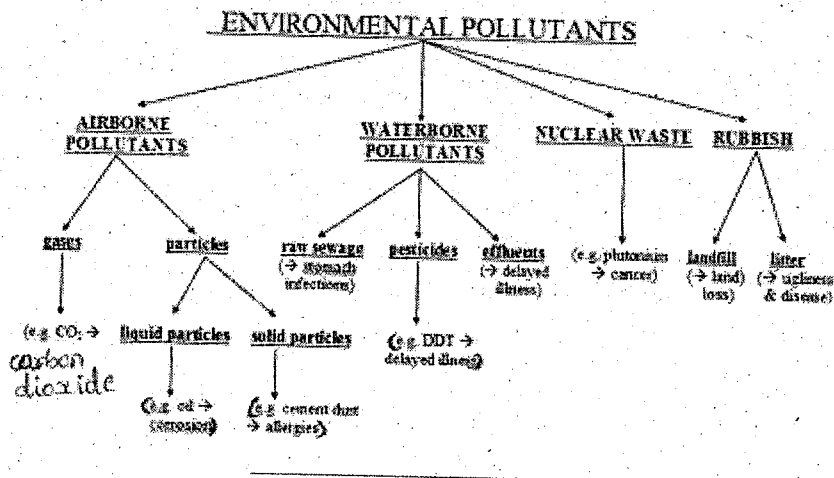 ENVIRONMENTAL POLLUTANTS
AIRBORNE
POLLUTANTS
WATERBORNE
POLLUTANTS
NUCLEAR WASTE
RUBBISH
gases
particles
raw sewage
(→ stomach
infections)
pesticides
effluents
(→ delayed
illness)
(e.g. plutonium
→ cancer)
landfill
(→ land)
loss)
litter
(→ ugliness
& disease)
(e.g. CO₂ →
carbon
dioxide
liquid particles
solid particles
(e.g. DDT →
delayed illness)
(e.g. oil →
corrosion)
(e.g. cement dust
→ allergies)